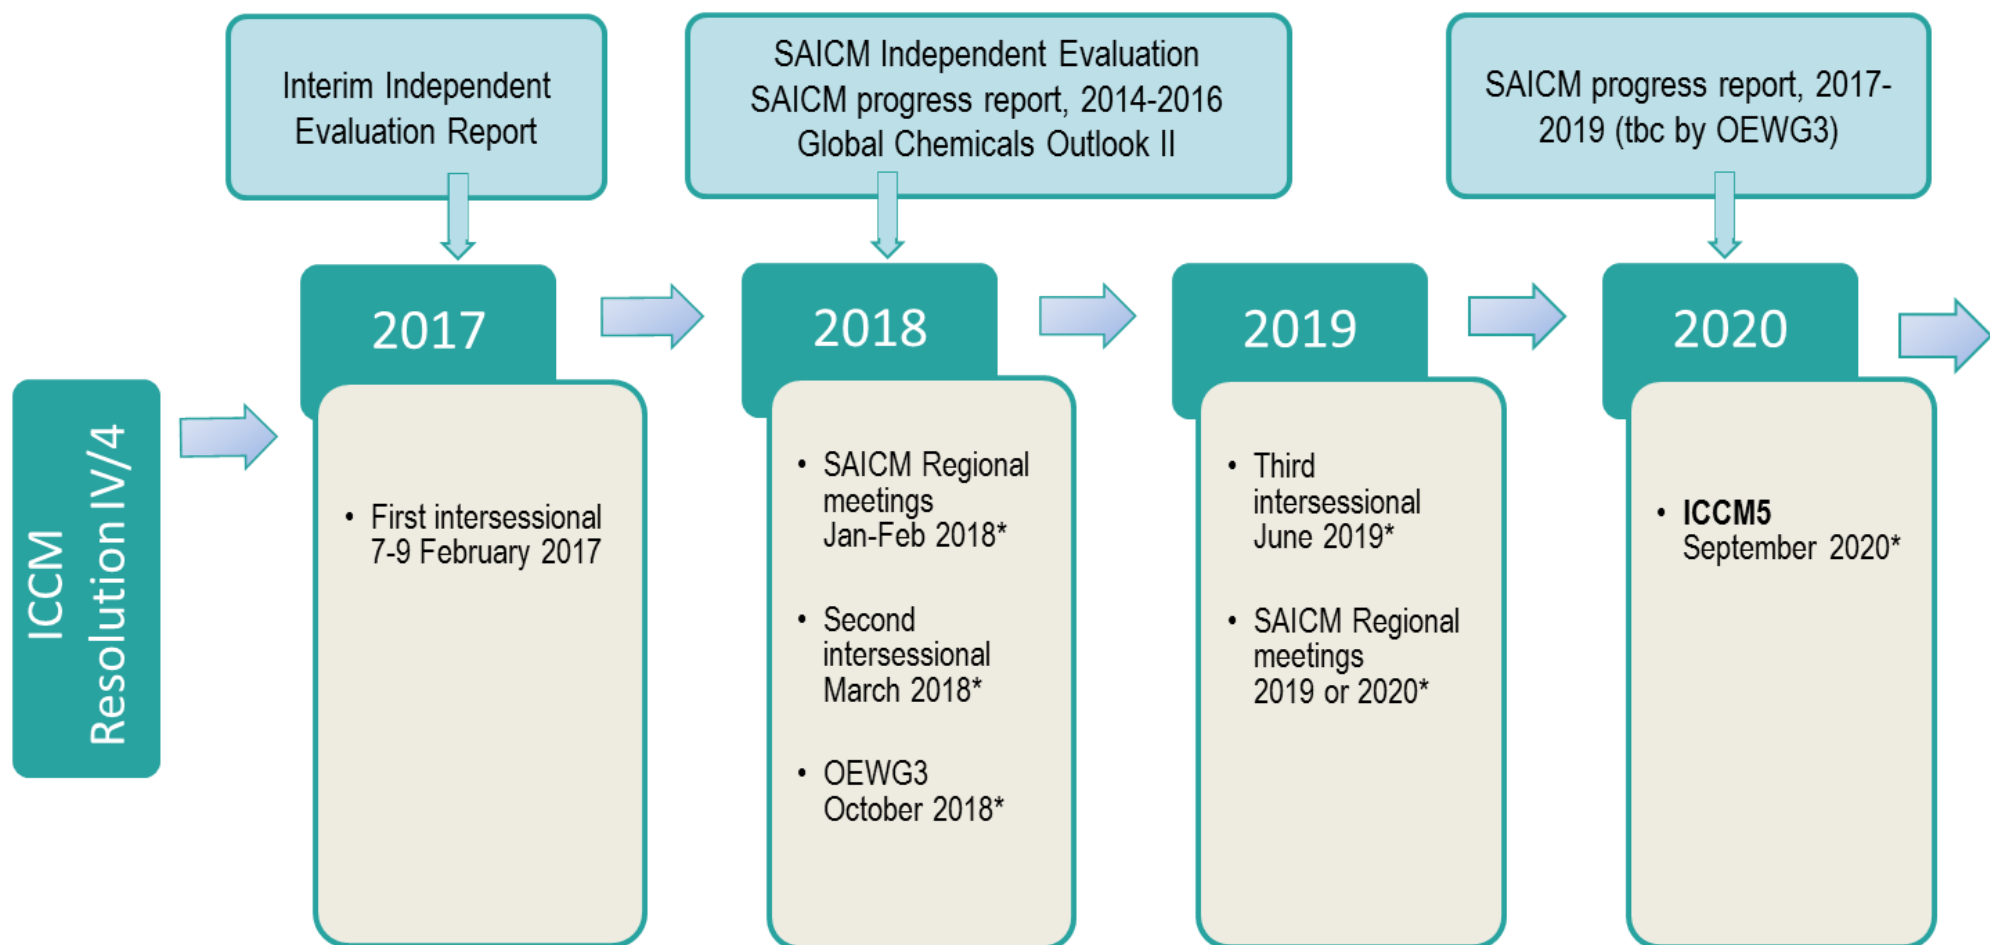 Interim Independent
Evaluation Report
SAICM Independent Evaluation
SAICM progress report, 2014-2016
Global Chemicals Outlook II
SAICM progress report, 2017-
2019 (tbc by OEWG3)
ICCM
Resolution IV/4
2017
• First intersessional
7-9 February 2017
2018
• SAICM Regional
meetings
Jan-Feb 2018*
• Second
intersessional
March 2018*
• OEWG3
October 2018*
2019
• Third
intersessional
June 2019*
• SAICM Regional
meetings
2019 or 2020*
2020
• ICCM5
September 2020*